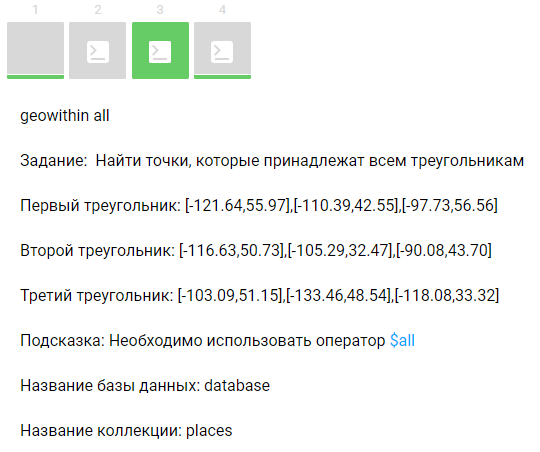 1 2 3 4
geowithin all
Задание: Найти точки, которые принадлежат всем треугольникам
Первый треугольник: [-121.64,55.97],[-110.39,42.55],[-97.73,56.56]
Второй треугольник: [-116.63,50.73],[-105.29,32.47],[-90.08,43.70]
Третий треугольник: [-103.09,51.15],[-133.46,48.54],[-118.08,33.32]
Подсказка: Необходимо использовать оператор $all
Название базы данных: database
Название коллекции: places